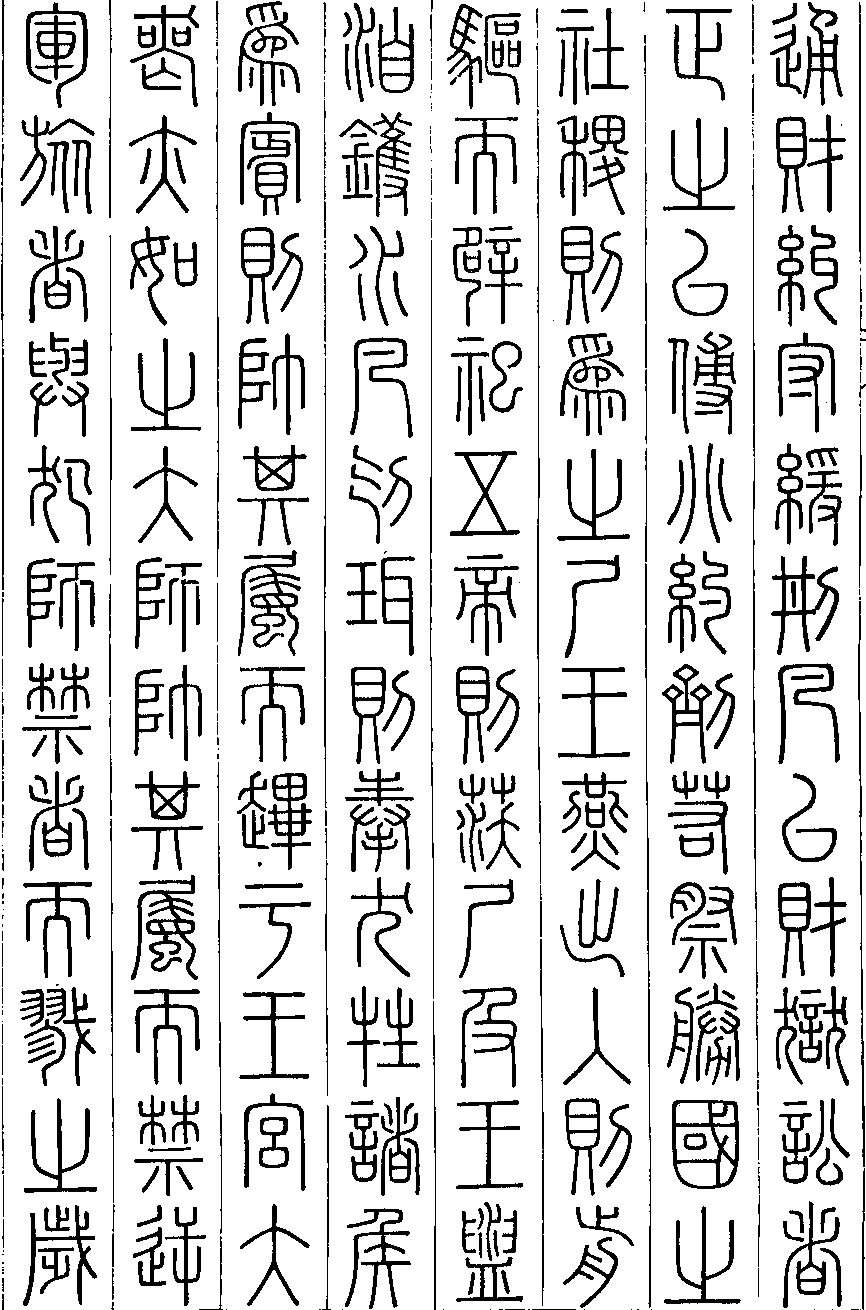 通財糾守緩刑凡以財獄訟者
正之以傅別約劑若祭勝國之
社稷則爲之尸王燕出入則前
驅而辟祀五帝則沃尸及王盥
洎鑊水凡刉珥則奉犬牲諸侯
爲賓則帥其屬而蹕于王宮大
喪亦如之大師帥其屬而禁逆
軍旅者與犯師禁者而戮之歲